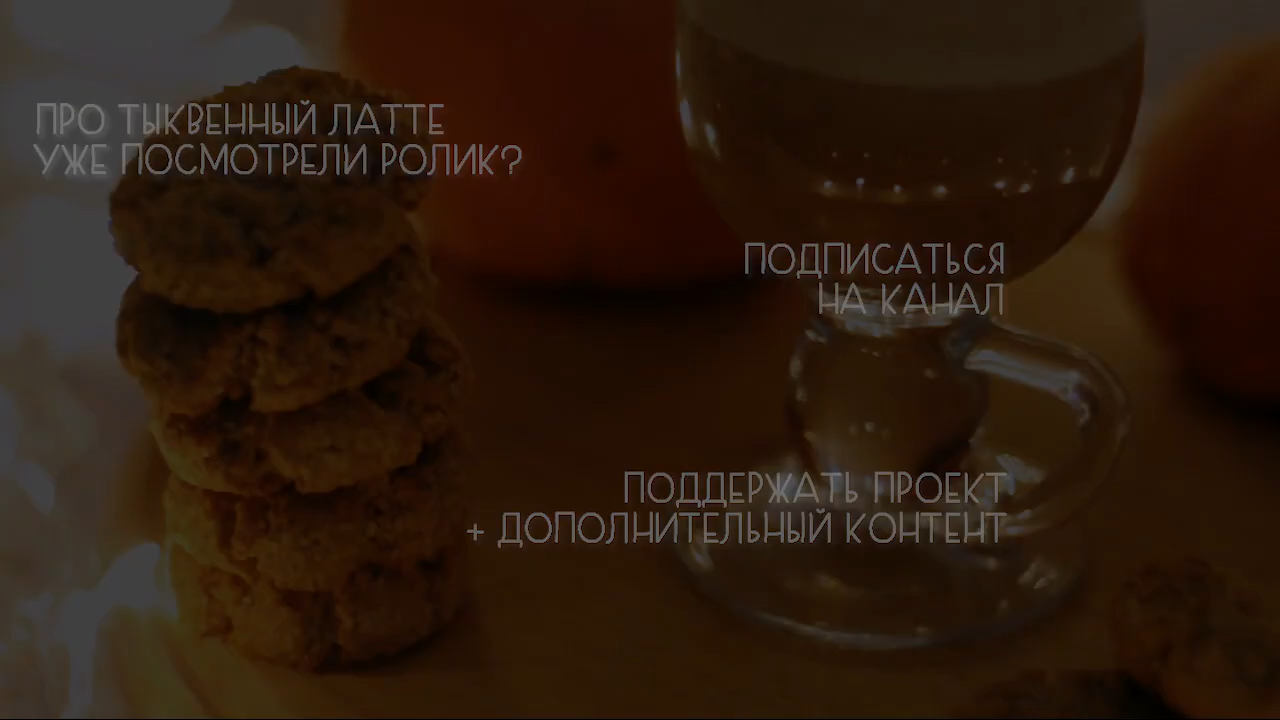 ПРО ТЫКВЕННЫЙ ЛАТТЕ
УЖЕ ПОСМОТРЕЛИ РОЛИК?
ПОДПИСАТЬСЯ
НА КАНАЛ
ПОДДЕРЖАТЬ ПРОЕКТ
+ ДОПОЛНИТЕЛЬНЫЙ КОНТЕНТ